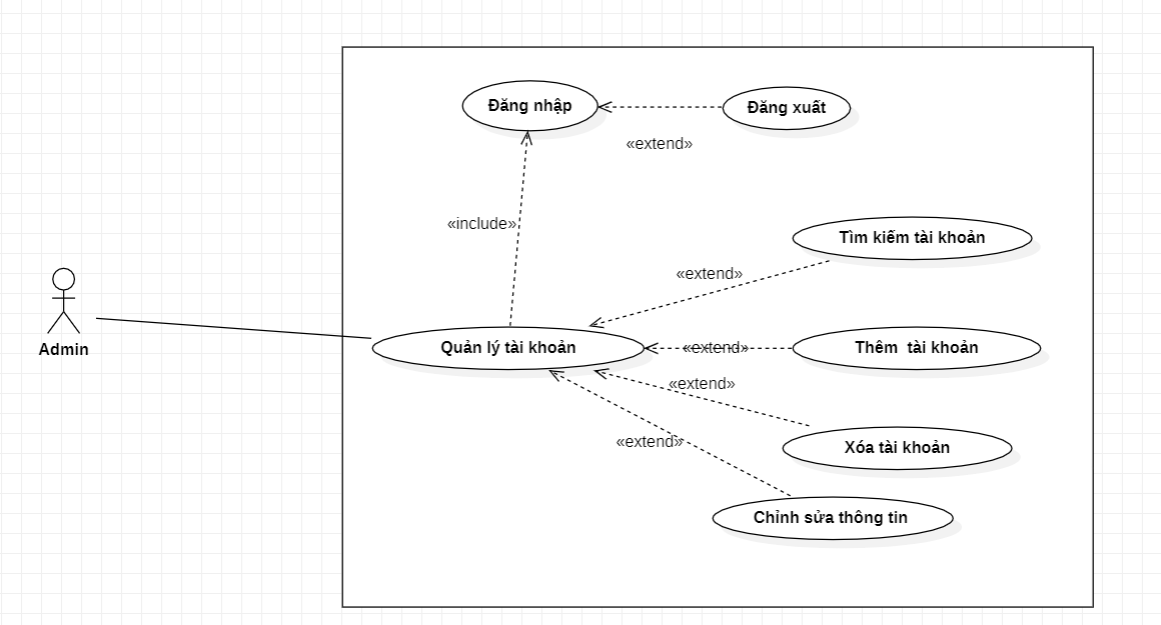 Đăng nhập
Đăng xuất
«extend»
«include»
Tìm kiếm tài khoản
«extend»
Admin
Quản lý tài khoản
«extend»
Thêm  tài khoản
«extend»
Xóa tài khoản
«extend»
Chỉnh sửa thông tin